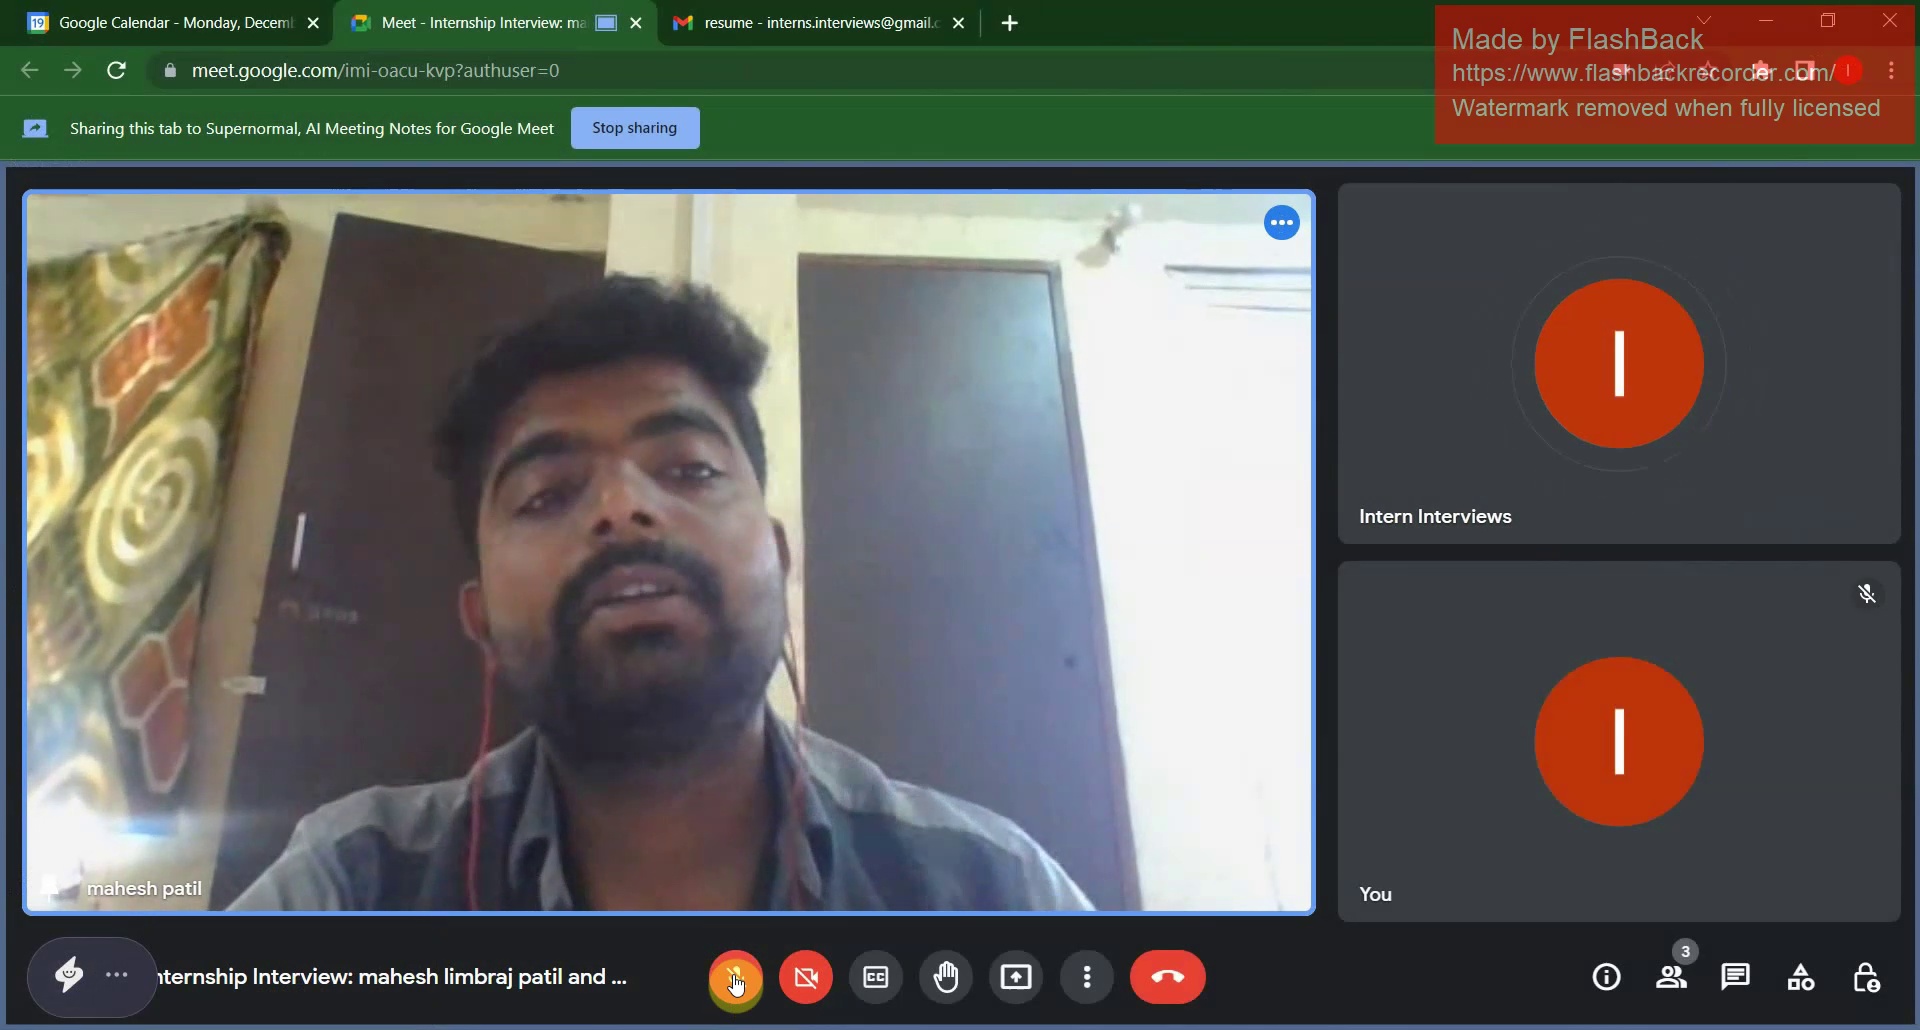 Google Calendar - Monday, Decem
Meet - Internship Interview: ma
resume - interns.interviews@gmail.c
Made by FlashBack
https://www.flashbackrecorder.com/
Watermark removed when fully licensed
meet.google.com/imi-oacu-kvp?authuser=0
Sharing this tab to Supernormal, AI Meeting Notes for Google Meet
Stop sharing
Intern Interviews
You
mahesh patil
nternship Interview: mahesh limbraj patil and ...
CC
3